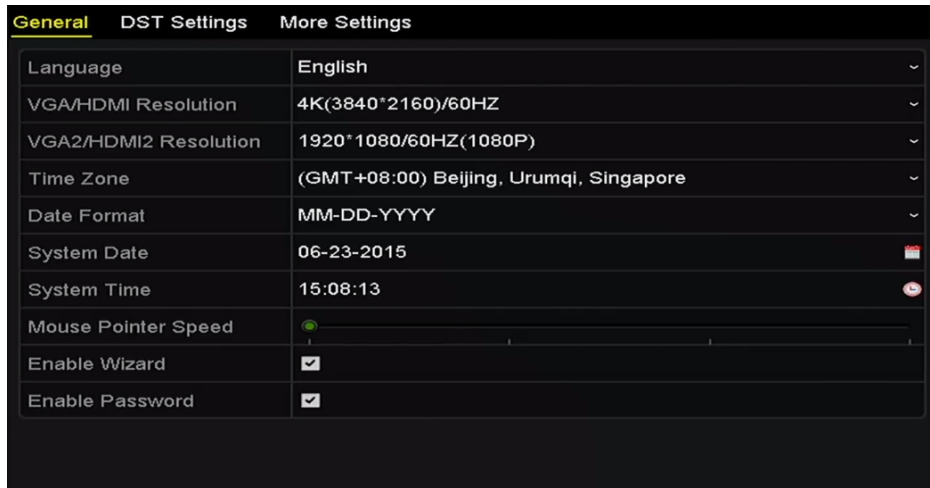 General DST Settings More Settings
Language English
VGA/HDMI Resolution 4K(3840*2160)/60HZ
VGA2/HDMI2 Resolution 1920*1080/60HZ(1080P)
Time Zone (GMT+08:00) Beijing, Urumqi, Singapore
Date Format MM-DD-YYYY
System Date 06-23-2015
System Time 15:08:13
Mouse Pointer Speed
Enable Wizard
Enable Password